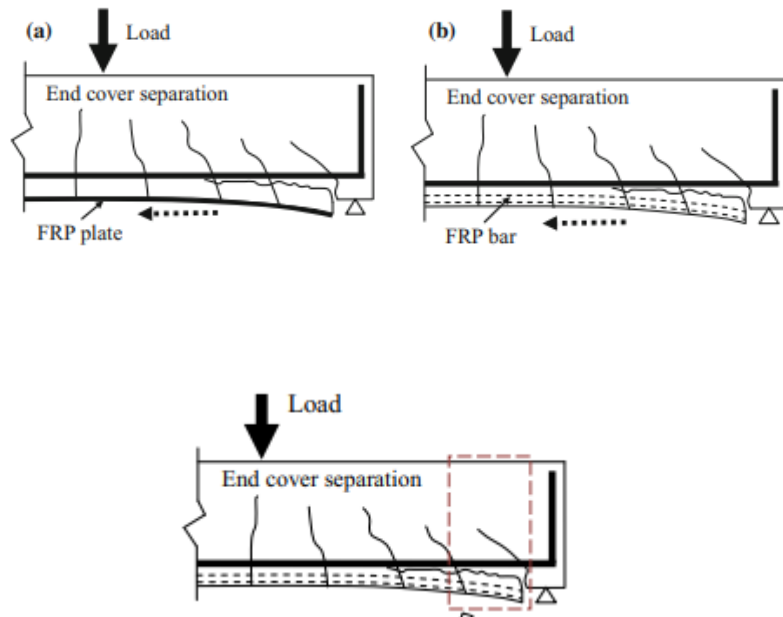 (a)
Load
End cover separation
FRP plate
(b)
Load
End cover separation
FRP bar
Load
End cover separation